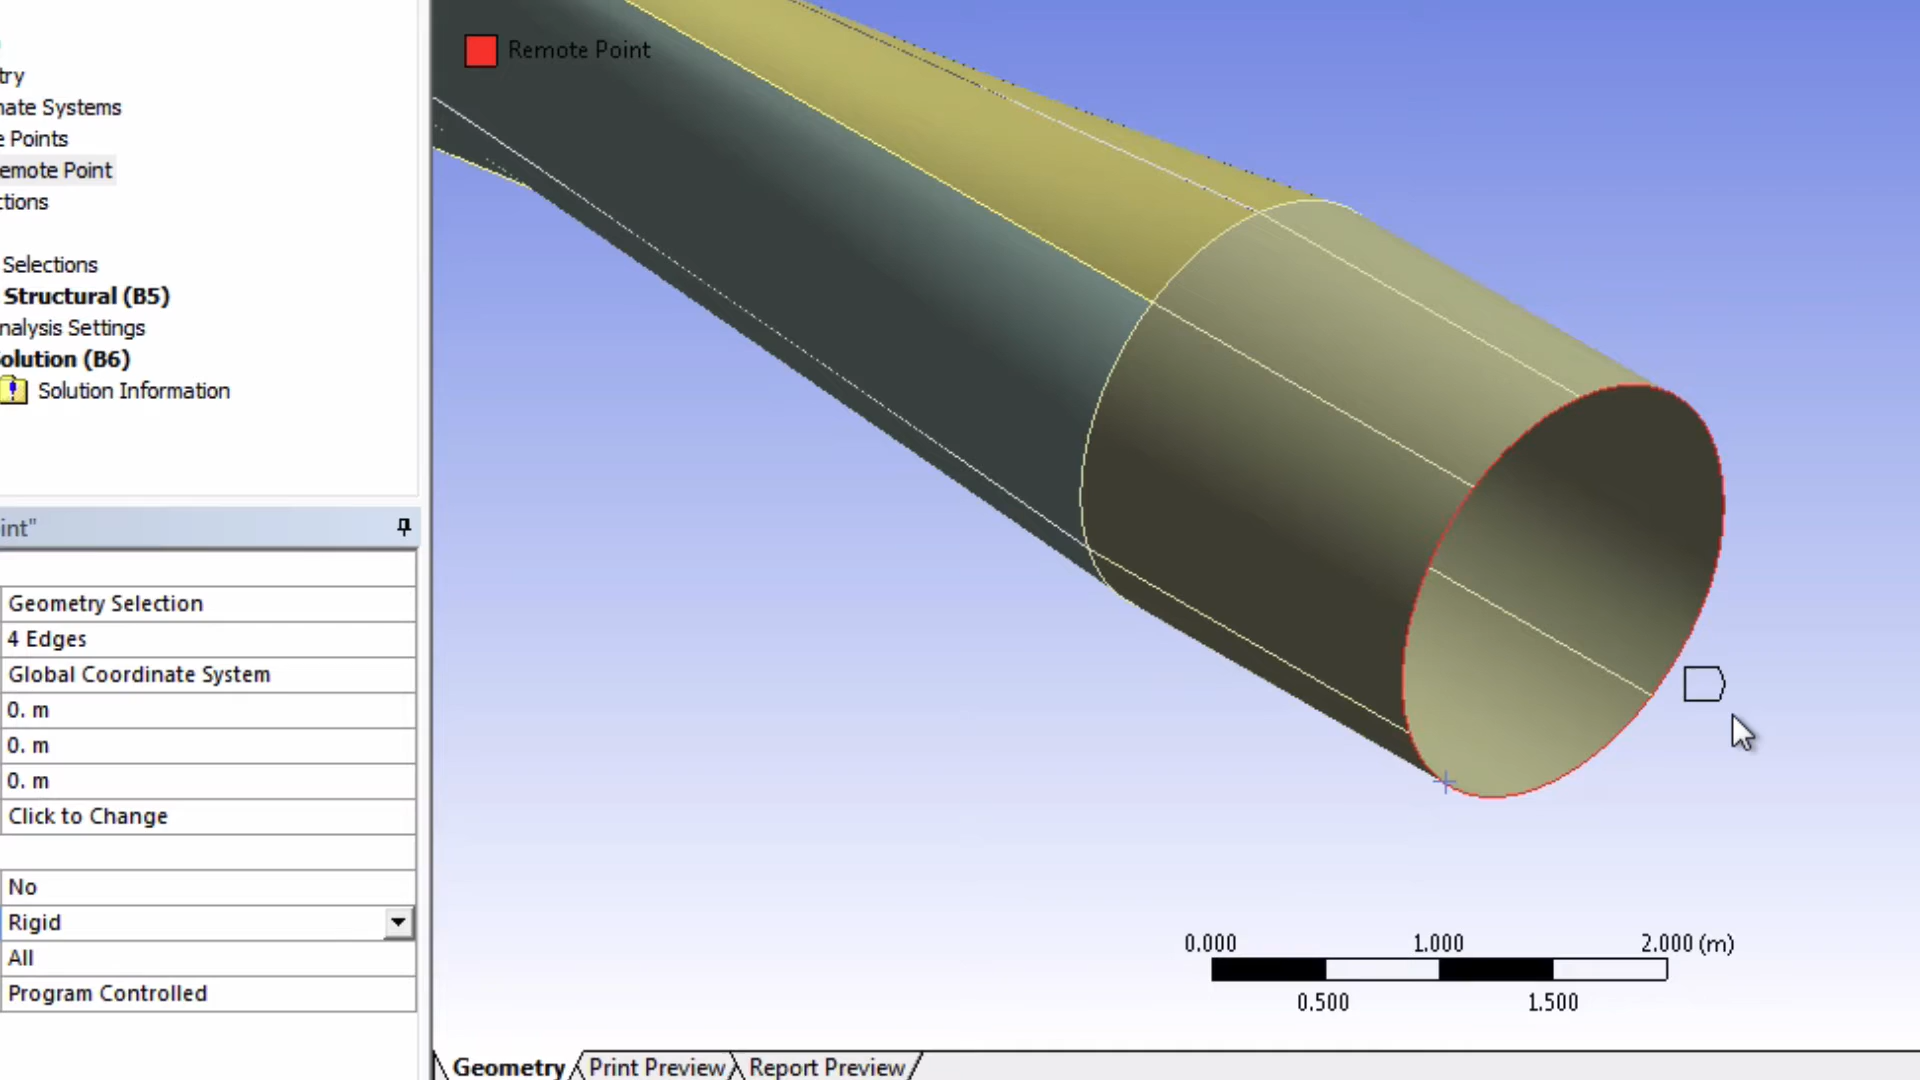 try
nate Systems
e Points
emote Point
ctions
Selections
Structural (B5)
nalysis Settings
olution (B6)
Solution Information
int"
Geometry Selection
4 Edges
Global Coordinate System
0. m
0. m
0. m
Click to Change
No
Rigid
All
Program Controlled
Remote Point
0.000 1.000 2.000 (m)
0.500 1.500
Geometry Print Preview Report Preview